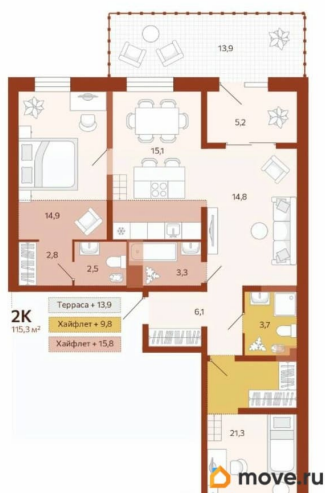 13,9
5,2
15,1
14,8
14,9
2,8
2,5
3,3
2К
115,3 м²
Терраса + 13,9
Хайфлет + 9,8
Хайфлет + 15,8
6,1
3,7
21,3
move.ru